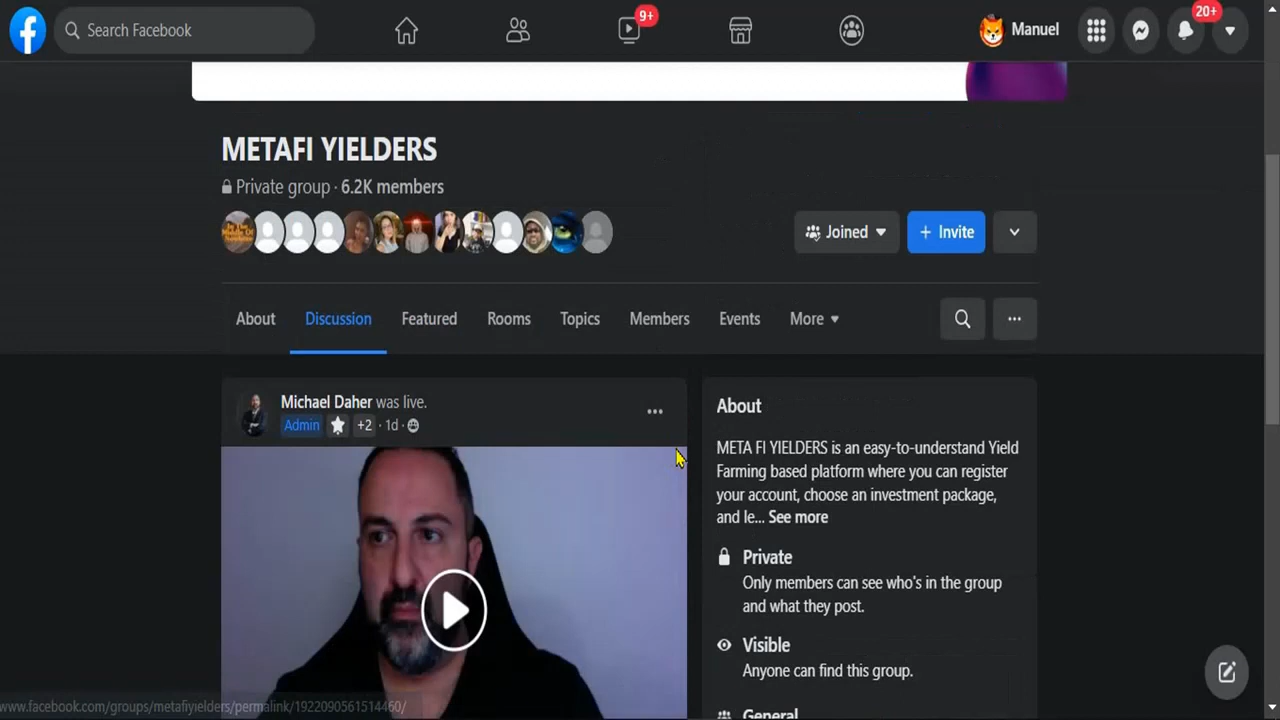 Search Facebook
9+
Manuel
20+
METAFI YIELDERS
Private group · 6.2K members
Joined
+ Invite
About
Discussion
Featured
Rooms
Topics
Members
Events
More
Michael Daher was live.
Admin +2 · 1d ·
About
META FI YIELDERS is an easy-to-understand Yield
Farming based platform where you can register
your account, choose an investment package,
and le... See more
Private
Only members can see who's in the group
and what they post.
Visible
Anyone can find this group.
General
www.facebook.com/groups/metafiyielders/permalink/1922090561514460/